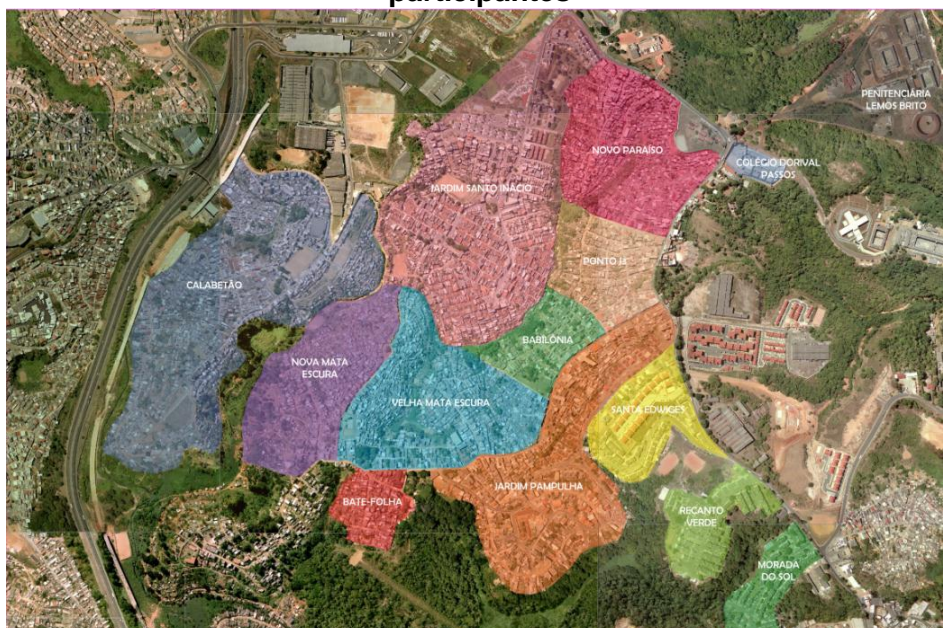 participantes
PENITENCIÁRIA
LEMOS BRITO
NOVO PARAÍSO
COLÉGIO DORIVAL
PASSOS
JARDIM SANTO INÁCIO
PONTO 13
CALABETÃO
BABILÔNIA
NOVA MATA
ESCURA
VELHA MATA ESCURA
SANTA EDWIGES
JARDIM PAMPULHA
BATE-FOLHA
RECANTO
VERDE
MORADA
DO SOL